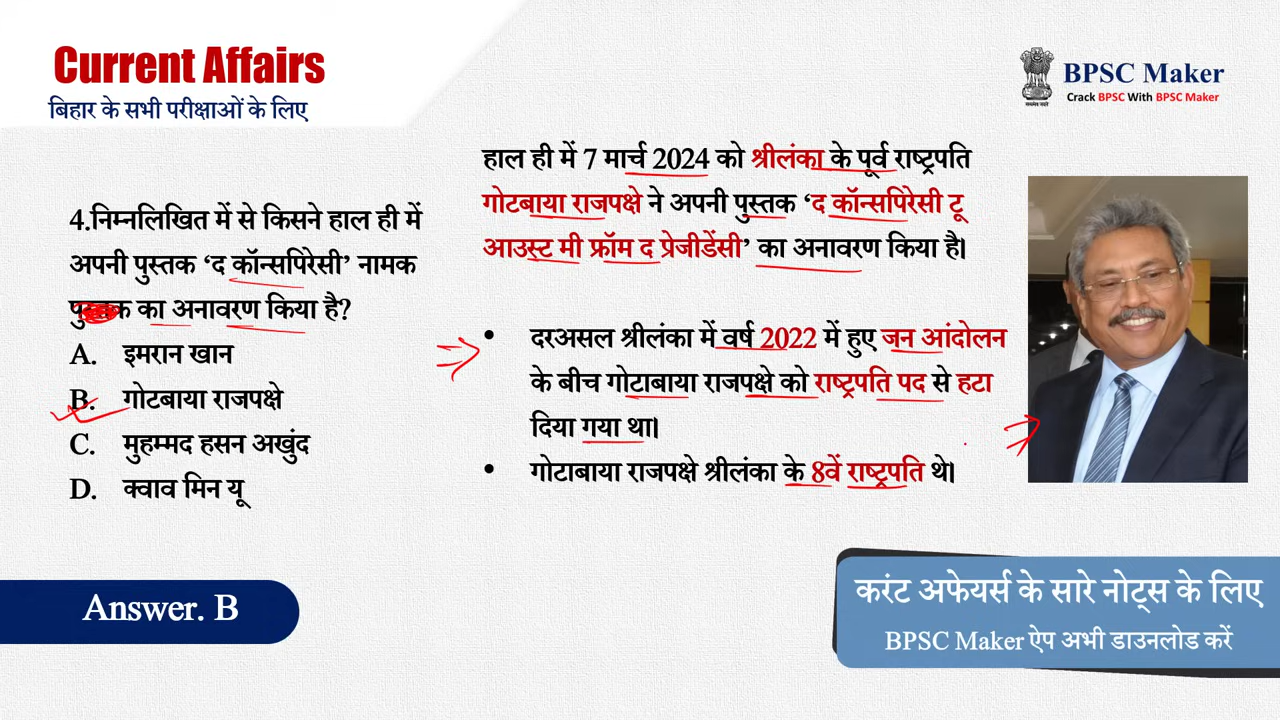 Current Affairs
बिहार के सभी परीक्षाओं के लिए
BPSC Maker
Crack BPSC With BPSC Maker
4.निम्नलिखित में से किसने हाल ही में
अपनी पुस्तक ‘द कॉन्सपिरेसी’ नामक
पुस्तक का अनावरण किया है?
A. इमरान खान
B. गोटबाया राजपक्षे
C. मुहम्मद हसन अखुंद
D. क्वाव मिन यू
Answer. B
हाल ही में 7 मार्च 2024 को श्रीलंका के पूर्व राष्ट्रपति
गोटबाया राजपक्षे ने अपनी पुस्तक ‘द कॉन्सपिरेसी टू
आउस्ट मी फ्रॉम द प्रेजीडेंसी’ का अनावरण किया है।
• दरअसल श्रीलंका में वर्ष 2022 में हुए जन आंदोलन
के बीच गोटाबाया राजपक्षे को राष्ट्रपति पद से हटा
दिया गया था।
• गोटाबाया राजपक्षे श्रीलंका के 8वें राष्ट्रपति थे।
करंट अफेयर्स के सारे नोट्स के लिए
BPSC Maker ऐप अभी डाउनलोड करें